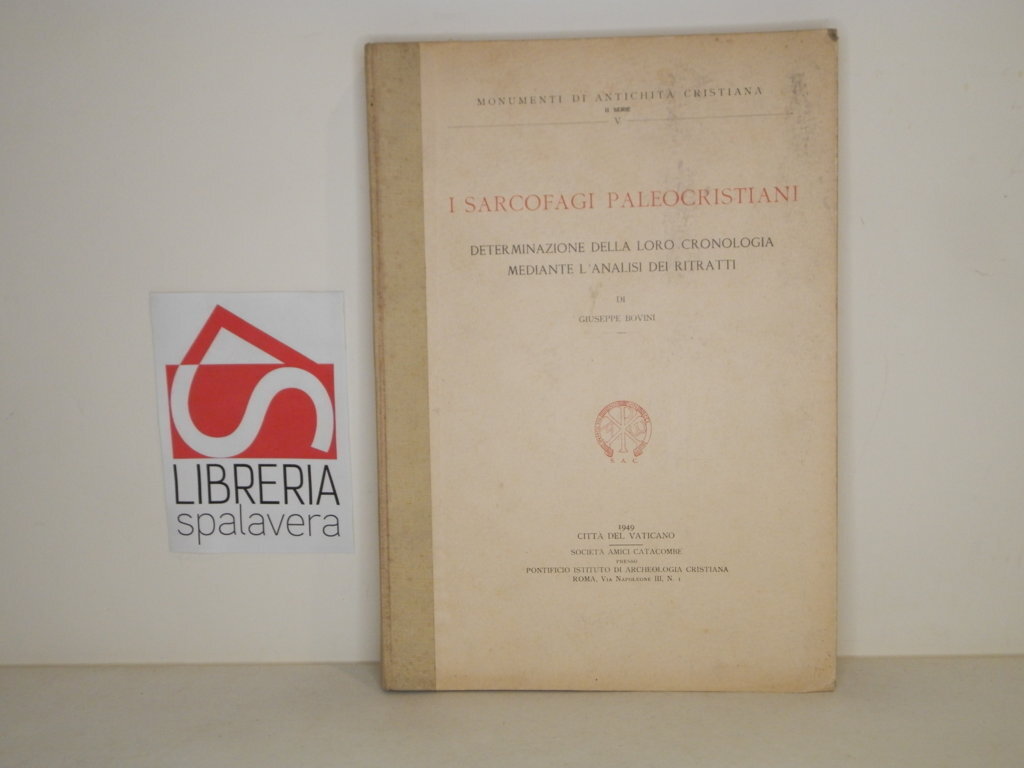 MONUMENTI DI ANTICHITÀ CRISTIANA
II SERIE
V
I SARCOFAGI PALEOCRISTIANI
DETERMINAZIONE DELLA LORO CRONOLOGIA
MEDIANTE L'ANALISI DEI RITRATTI
DI
GIUSEPPE BOVINI
S. A. C.
1949
CITTÀ DEL VATICANO
SOCIETÀ AMICI CATACOMBE
PRESSO
PONTIFICIO ISTITUTO DI ARCHEOLOGIA CRISTIANA
ROMA, VIA NAPOLEONE III, N. 1
LIBRERIA
spalavera